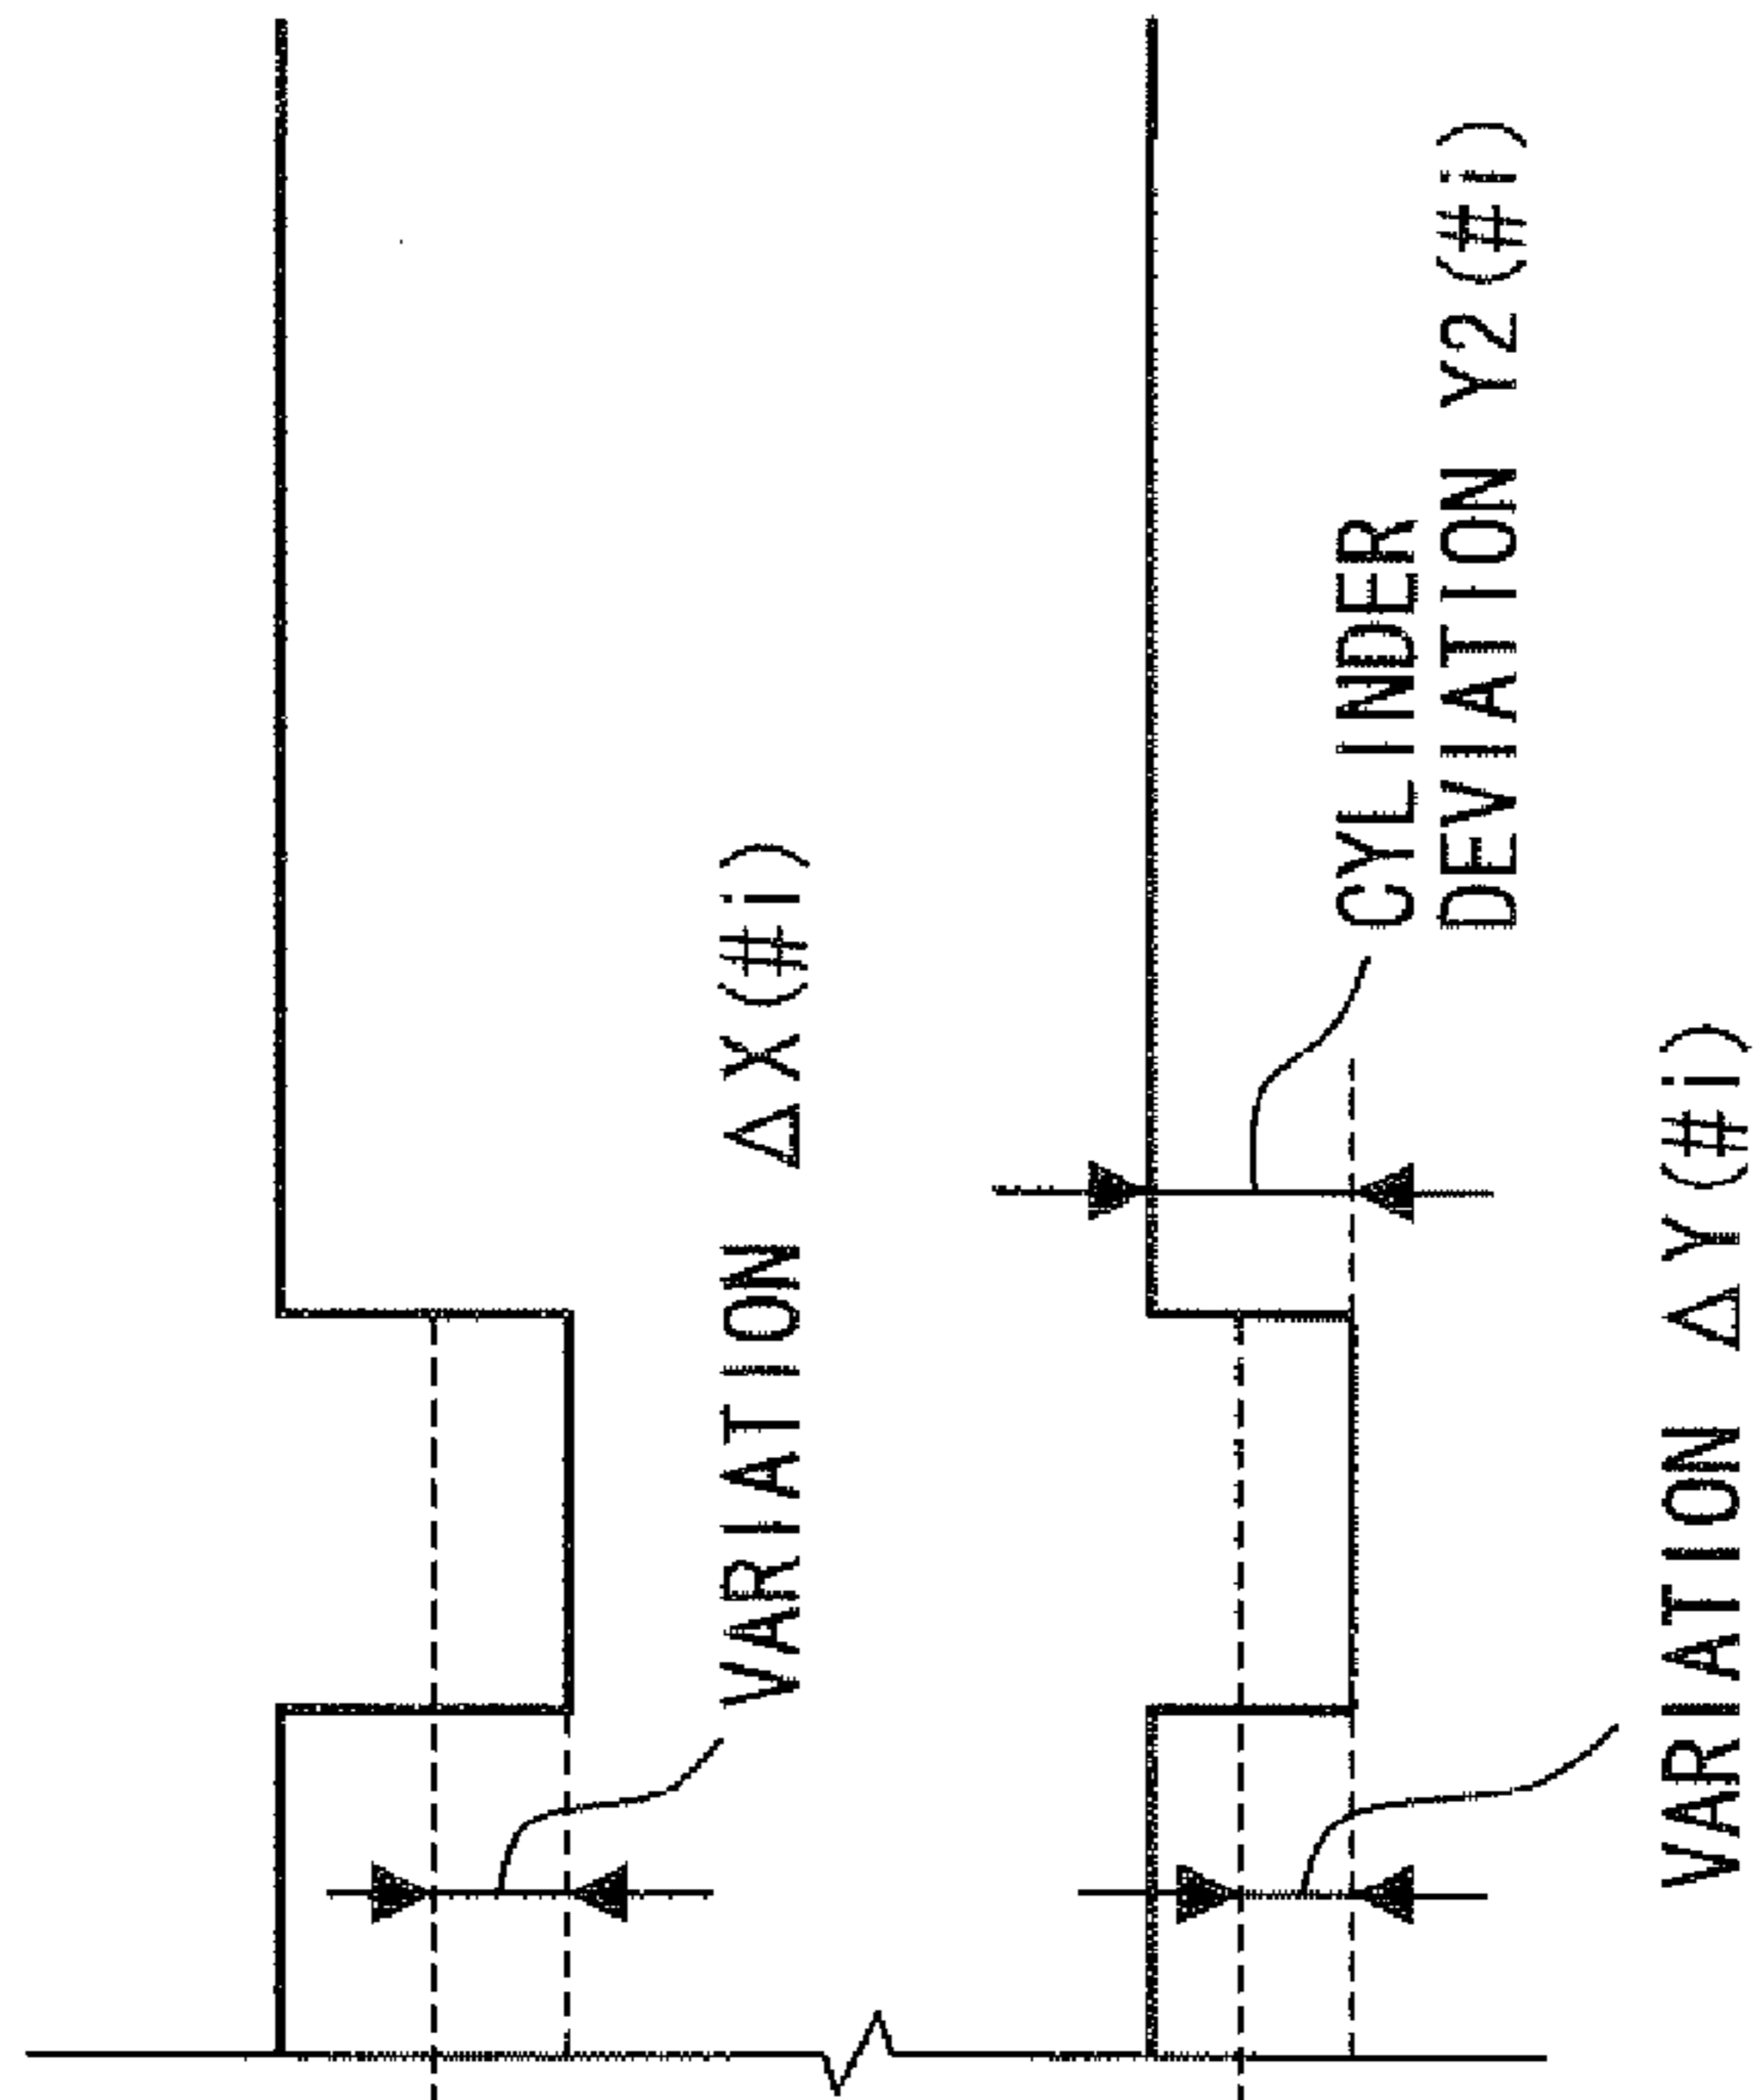 VARIATION ΔX(#i)
CYLINDER
DEVIATION Y2(#i)
VARIATION ΔY(#i)